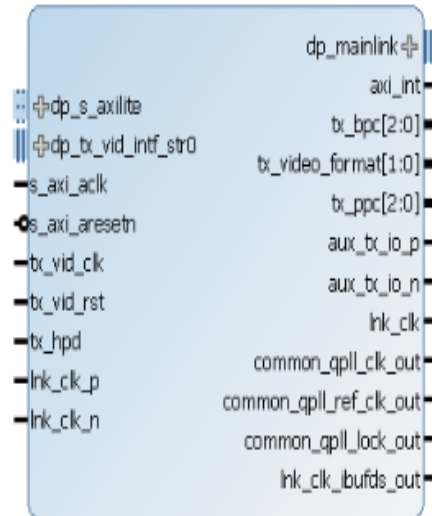 dp_mainlink
axi_int
dp_s_axilite
tx_bpc[2:0]
dp_tx_vid_intf_str0
tx_video_format[1:0]
s_axi_aclk
tx_ppc[2:0]
s_axi_aresetn
aux_tx_io_p
tx_vid_clk
aux_tx_io_n
tx_vid_rst
lnk_clk
tx_hpd
common_qpll_clk_out
lnk_clk_p
common_qpll_ref_clk_out
lnk_clk_n
common_qpll_lock_out
lnk_clk_ibufds_out